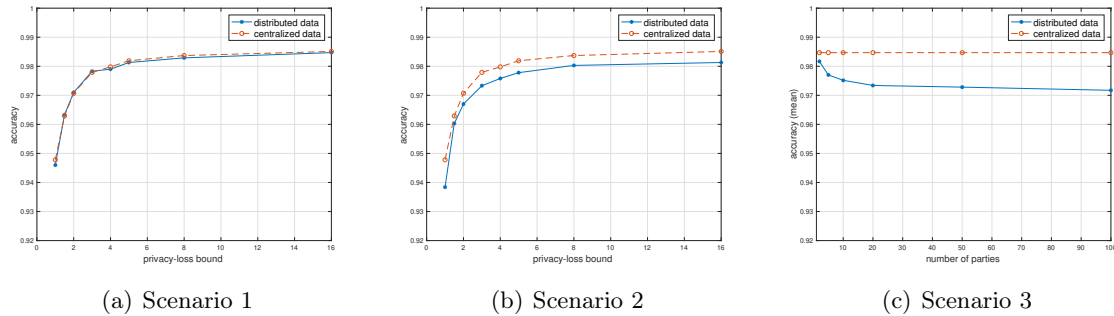 1
0.99
0.98
0.97
0.96
0.95
0.94
0.93
0.92
accuracy
distributed data
centralized data
0 2 4 6 8 10 12 14 16
privacy-loss bound
(a) Scenario 1
1
0.99
0.98
0.97
0.96
0.95
0.94
0.93
0.92
accuracy
distributed data
centralized data
0 2 4 6 8 10 12 14 16
privacy-loss bound
(b) Scenario 2
1
0.99
0.98
0.97
0.96
0.95
0.94
0.93
0.92
accuracy (mean)
distributed data
centralized data
10 20 30 40 50 60 70 80 90 100
number of parties
(c) Scenario 3